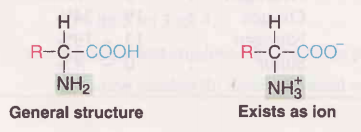 H H
R–C–COOH R–C–COO⁻
NH₂ NH₃⁺
General structure Exists as ion